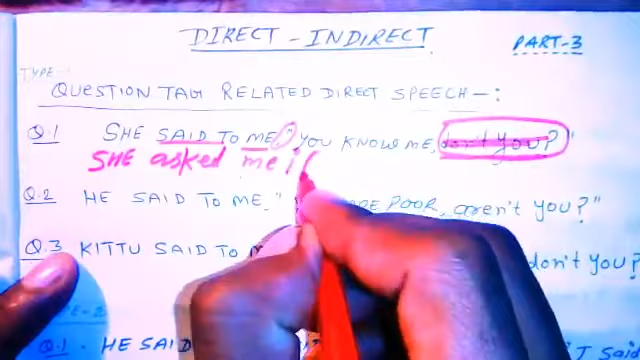 DIRECT - INDIRECT
PART-3
TYPE-
QUESTION TAG RELATED DIRECT SPEECH -:
Q.1 SHE SAID TO ME, "YOU KNOW ME, don't you?"
SHE asked me if
Q.2 HE SAID TO ME, " POOR, aren't you?"
Q.3 KITTU SAID TO don't you?
Q.1. HE SAID